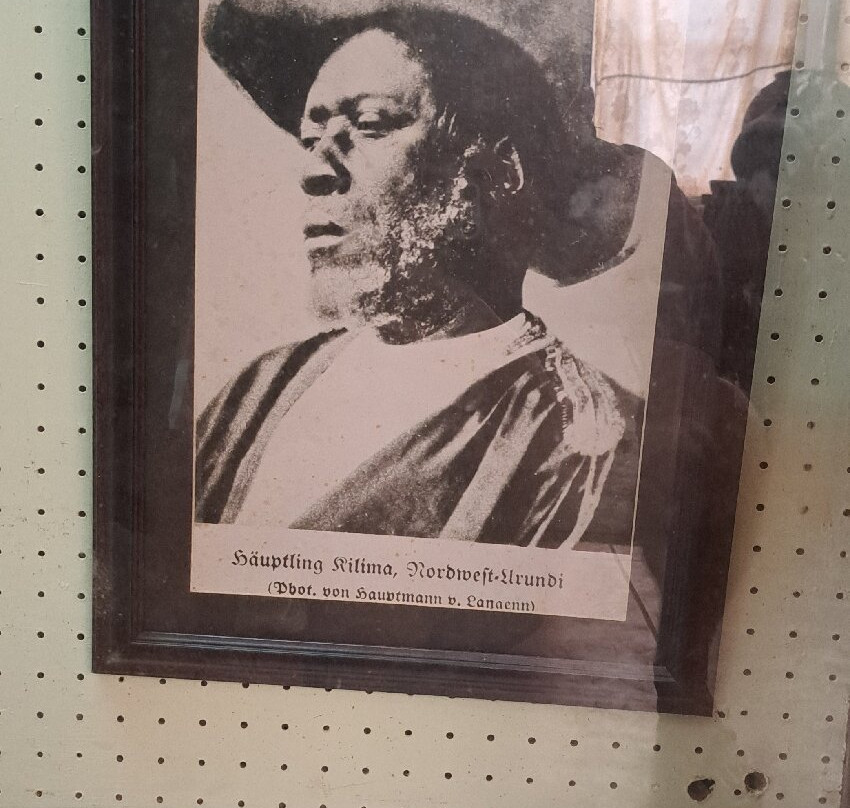 Häuptling Kilima, Nordwest-Urundi
(Phot. von Hauptmann v. Langenn)